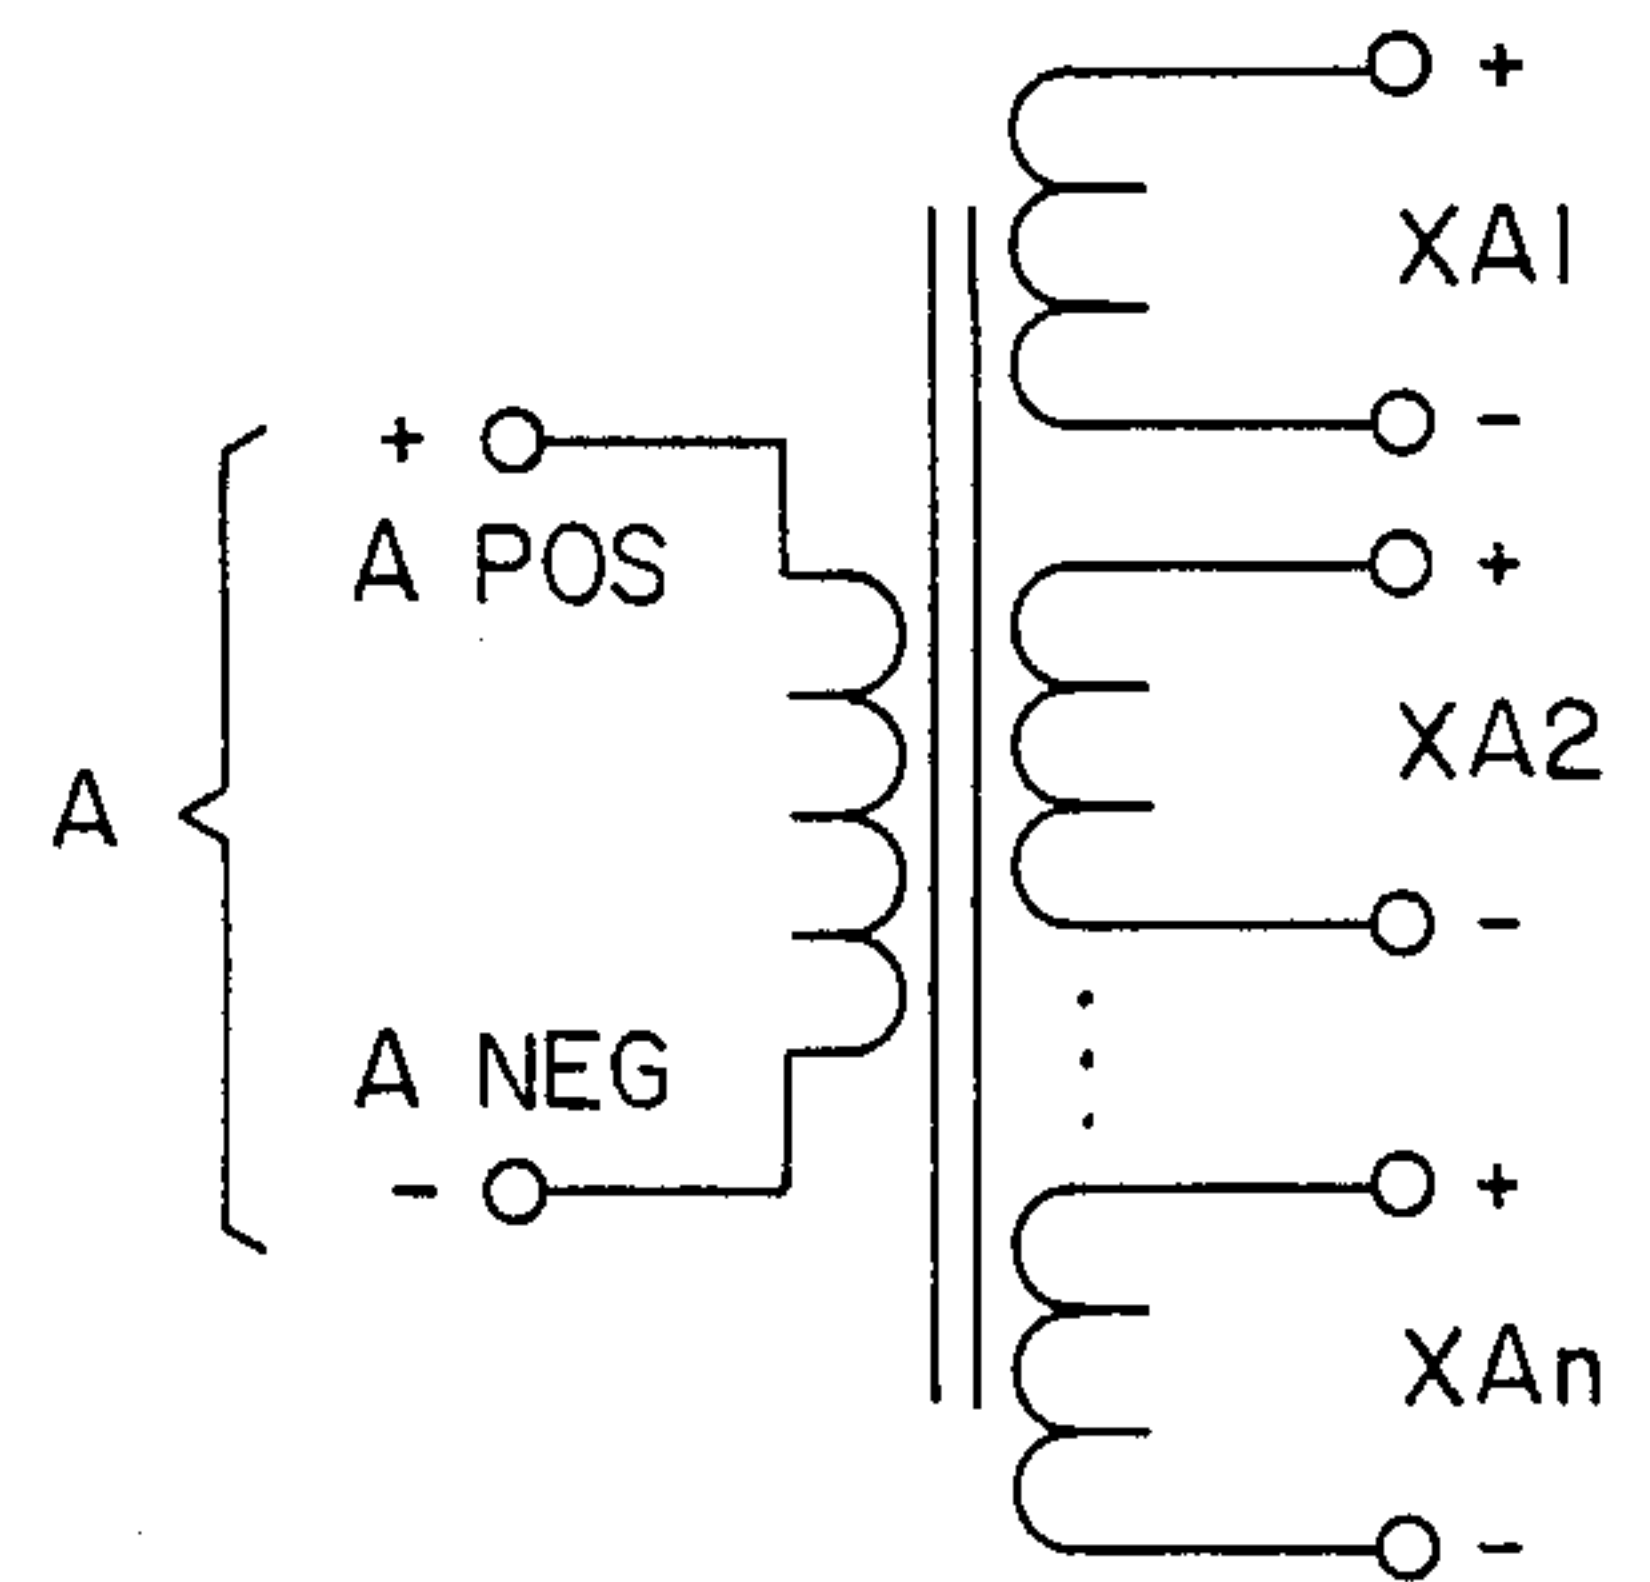 +
XA1
-
+
A POS
A
A NEG
-
+
XA2
-
+
XAn
-